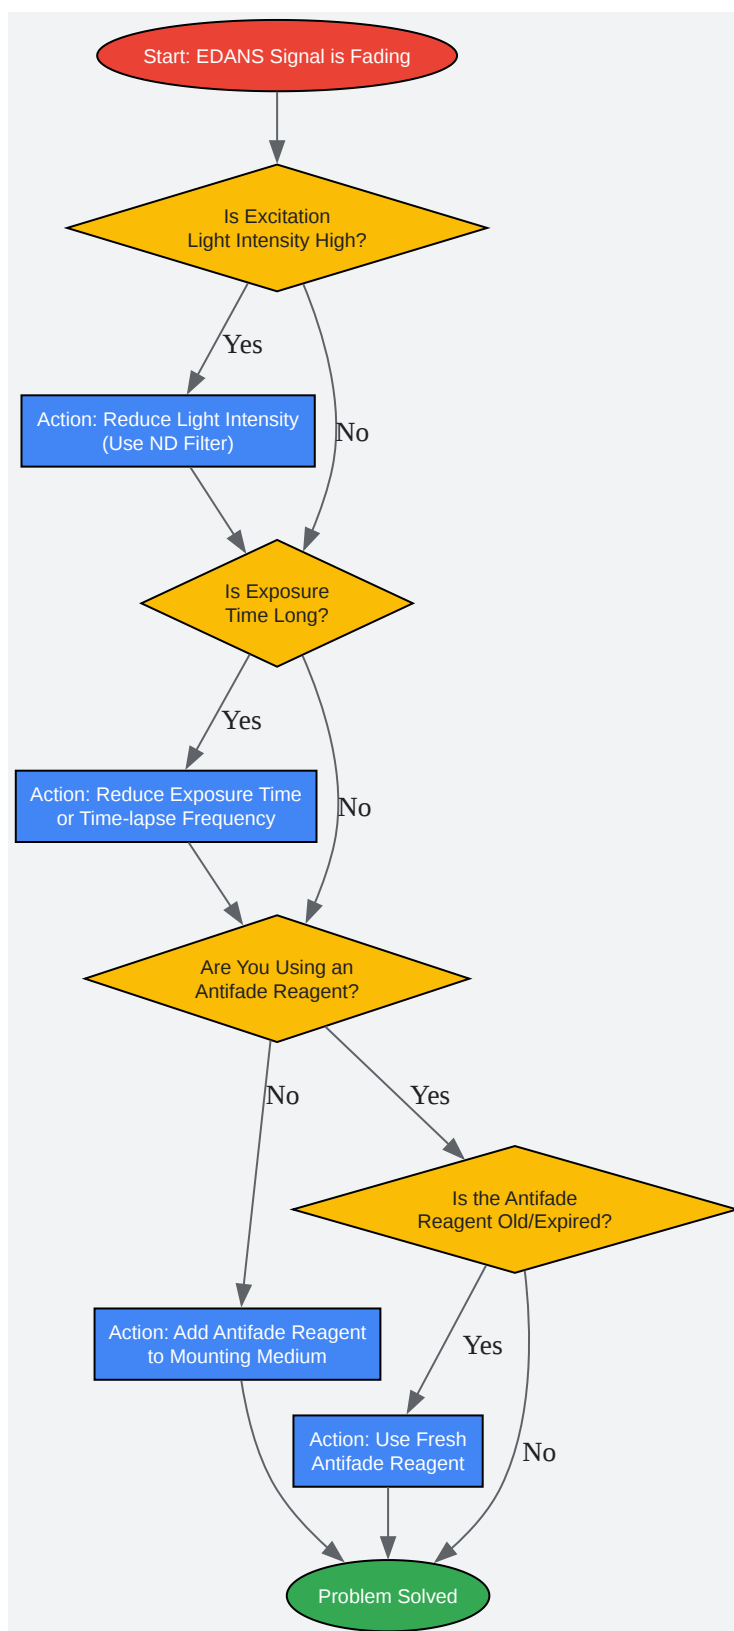 Start: EDANS Signal is Fading
Is Excitation
Light Intensity High?
Yes
No
Action: Reduce Light Intensity
(Use ND Filter)
Is Exposure
Time Long?
Yes
No
Action: Reduce Exposure Time
or Time-lapse Frequency
Are You Using an
Antifade Reagent?
No
Yes
Is the Antifade
Reagent Old/Expired?
Action: Add Antifade Reagent
to Mounting Medium
Yes
No
Action: Use Fresh
Antifade Reagent
Problem Solved